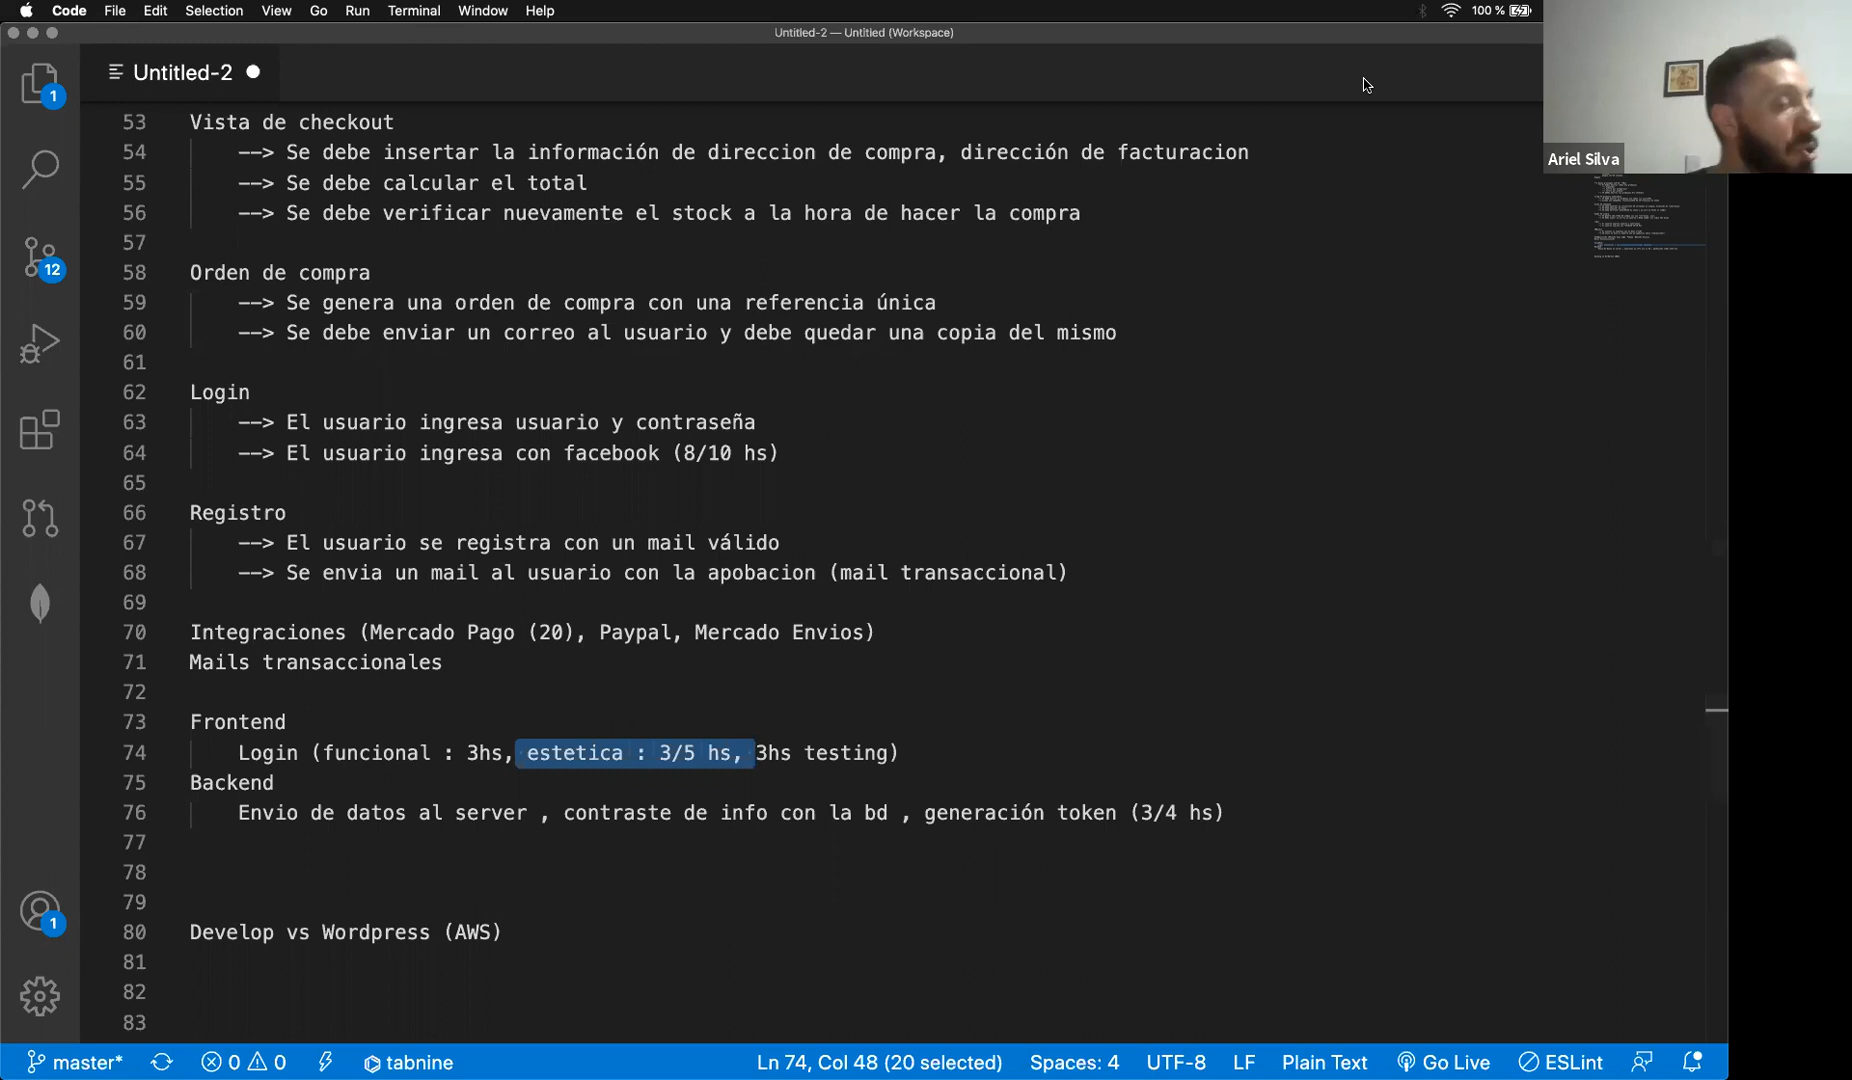 Code File Edit Selection View Go Run Terminal Window Help 100 %
Untitled-2 — Untitled (Workspace)
Untitled-2
Ariel Silva
53 Vista de checkout
54 --> Se debe insertar la información de direccion de compra, dirección de facturacion
55 --> Se debe calcular el total
56 --> Se debe verificar nuevamente el stock a la hora de hacer la compra
57
58 Orden de compra
59 --> Se genera una orden de compra con una referencia única
60 --> Se debe enviar un correo al usuario y debe quedar una copia del mismo
61
62 Login
63 --> El usuario ingresa usuario y contraseña
64 --> El usuario ingresa con facebook (8/10 hs)
65
66 Registro
67 --> El usuario se registra con un mail válido
68 --> Se envia un mail al usuario con la apobacion (mail transaccional)
69
70 Integraciones (Mercado Pago (20), Paypal, Mercado Envios)
71 Mails transaccionales
72
73 Frontend
74 Login (funcional : 3hs, estetica : 3/5 hs, 3hs testing)
75 Backend
76 Envio de datos al server , contraste de info con la bd , generación token (3/4 hs)
77
78
79
80 Develop vs Wordpress (AWS)
81
82
83
1
12
1
master* 0 0 tabnine Ln 74, Col 48 (20 selected) Spaces: 4 UTF-8 LF Plain Text Go Live ESLint